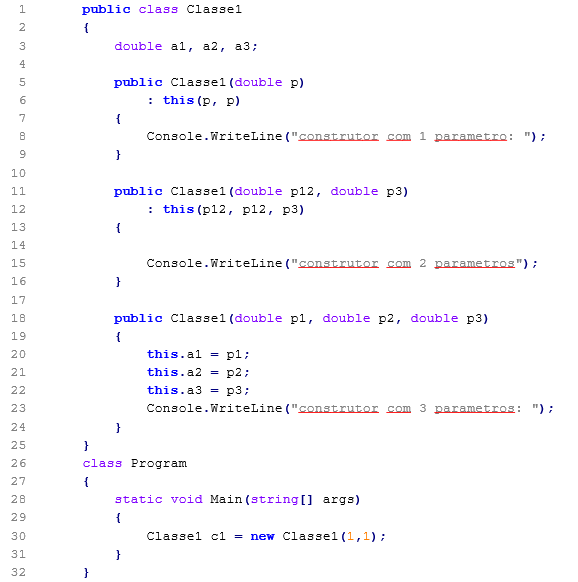 1 public class Classe1
2 {
3 double a1, a2, a3;
4
5 public Classe1(double p)
6 : this(p, p)
7 {
8 Console.WriteLine("construtor com 1 parametro: ");
9 }
10
11 public Classe1(double p12, double p3)
12 : this(p12, p12, p3)
13 {
14
15 Console.WriteLine("construtor com 2 parametros");
16 }
17
18 public Classe1(double p1, double p2, double p3)
19 {
20 this.a1 = p1;
21 this.a2 = p2;
22 this.a3 = p3;
23 Console.WriteLine("construtor com 3 parametros: ");
24 }
25 }
26 class Program
27 {
28 static void Main(string[] args)
29 {
30 Classe1 c1 = new Classe1(1,1);
31 }
32 }